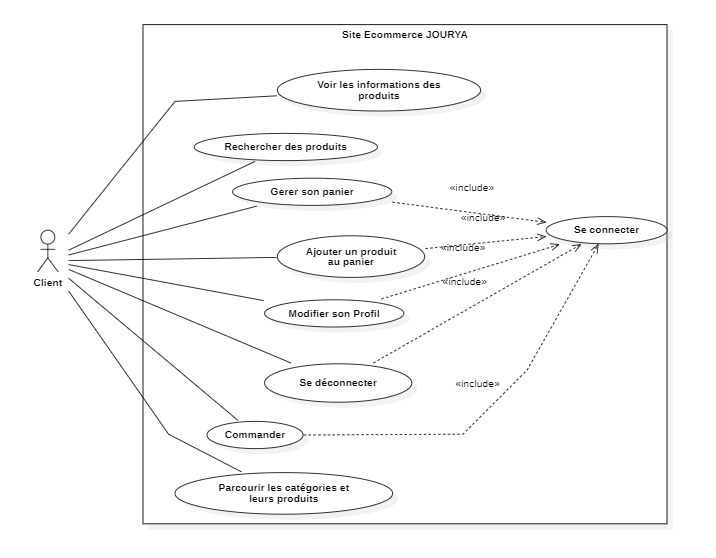 Site Ecommerce JOURYA
Voir les informations des
produits
Rechercher des produits
Gerer son panier
«include»
«include»
Se connecter
Client
Ajouter un produit
au panier
«include»
«include»
Modifier son Profil
Se déconnecter
«include»
Commander
Parcourir les catégories et
leurs produits